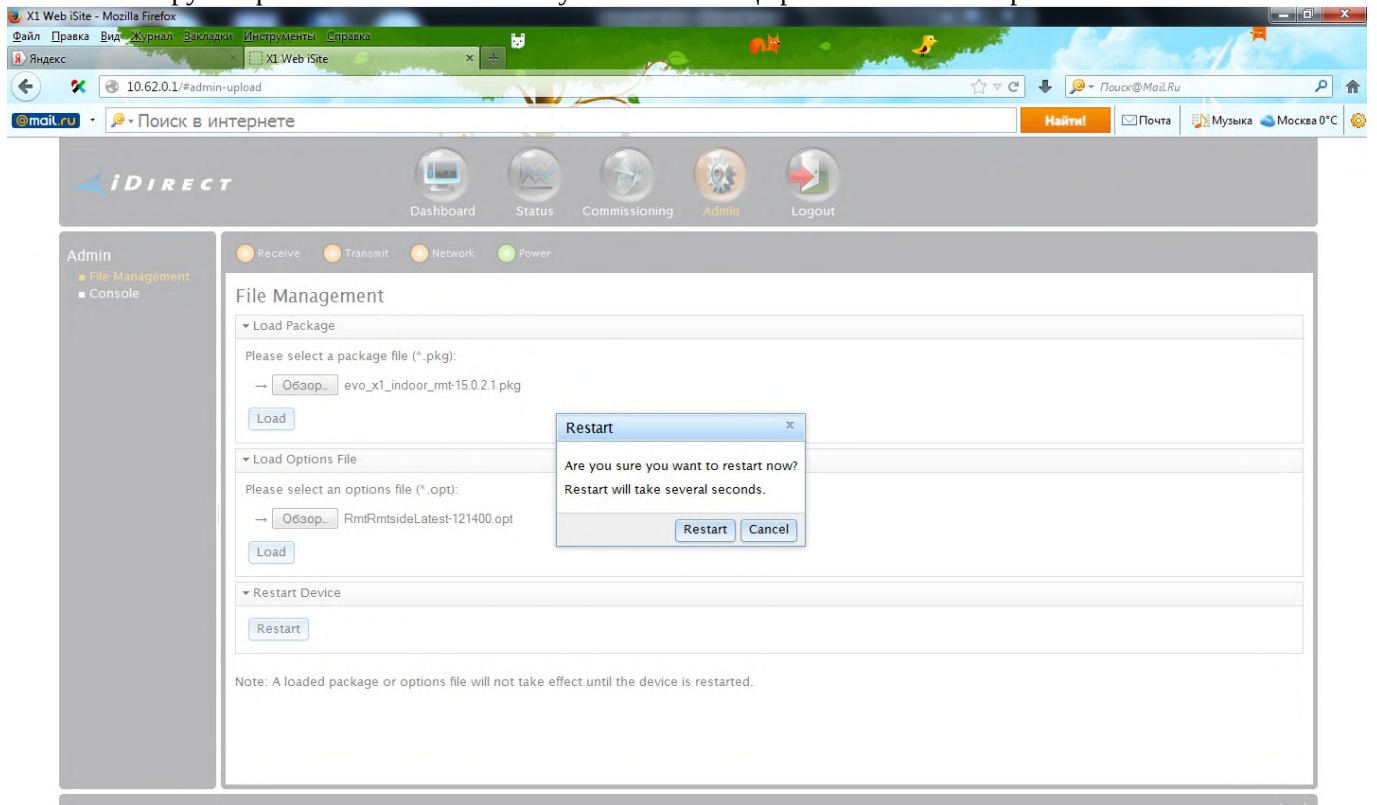 X1 Web iSite - Mozilla Firefox
Файл Правка Вид Журнал Закладки Инструменты Справка
Яндекс × X1 Web iSite × +
10.62.0.1/#admin-upload Поиск@Mail.Ru
@mail.ru Поиск в интернете Найти! Почта Музыка Москва 0°C
iDIRECT
Dashboard Status Commissioning Admin Logout
Admin
File Management
Console
Receive Transmit Network Power
File Management
Load Package
Please select a package file (*.pkg):
→ Обзор... evo_x1_indoor_rmt-15.0.2.1.pkg
Load
Load Options File
Please select an options file (*.opt):
→ Обзор... RmtRmtsideLatest-121400.opt
Load
Restart Device
Restart
Note: A loaded package or options file will not take effect until the device is restarted.
Restart x
Are you sure you want to restart now?
Restart will take several seconds.
Restart Cancel